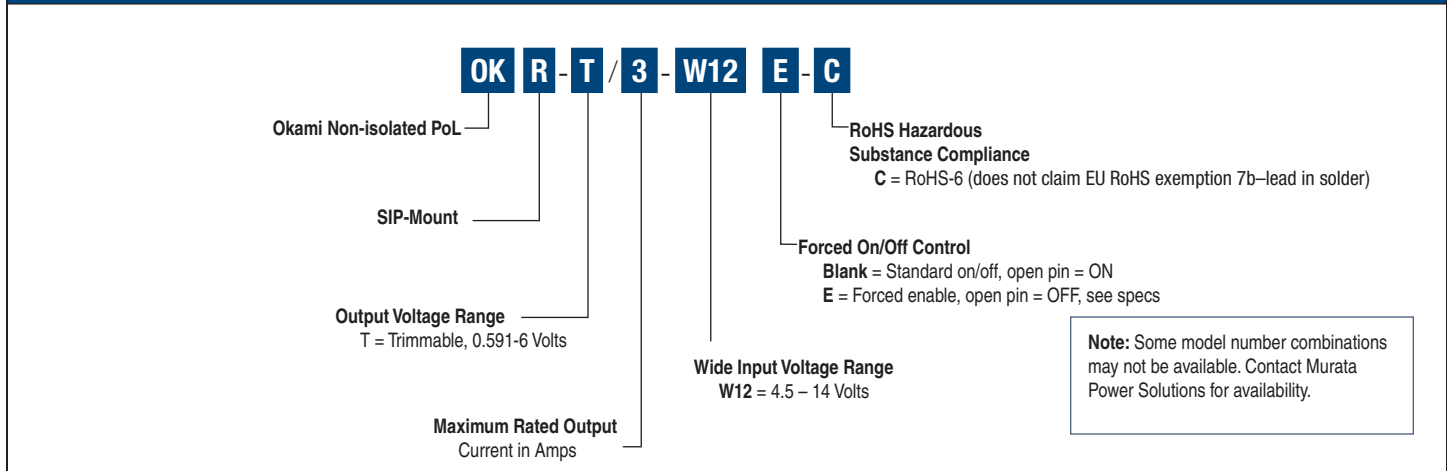 OK R - T / 3 - W12 E - C
Okami Non-isolated PoL
RoHS Hazardous
Substance Compliance
C = RoHS-6 (does not claim EU RoHS exemption 7b–lead in solder)
SIP-Mount
Forced On/Off Control
Blank = Standard on/off, open pin = ON
E = Forced enable, open pin = OFF, see specs
Output Voltage Range
T = Trimmable, 0.591-6 Volts
Wide Input Voltage Range
W12 = 4.5 – 14 Volts
Note: Some model number combinations
may not be available. Contact Murata
Power Solutions for availability.
Maximum Rated Output
Current in Amps